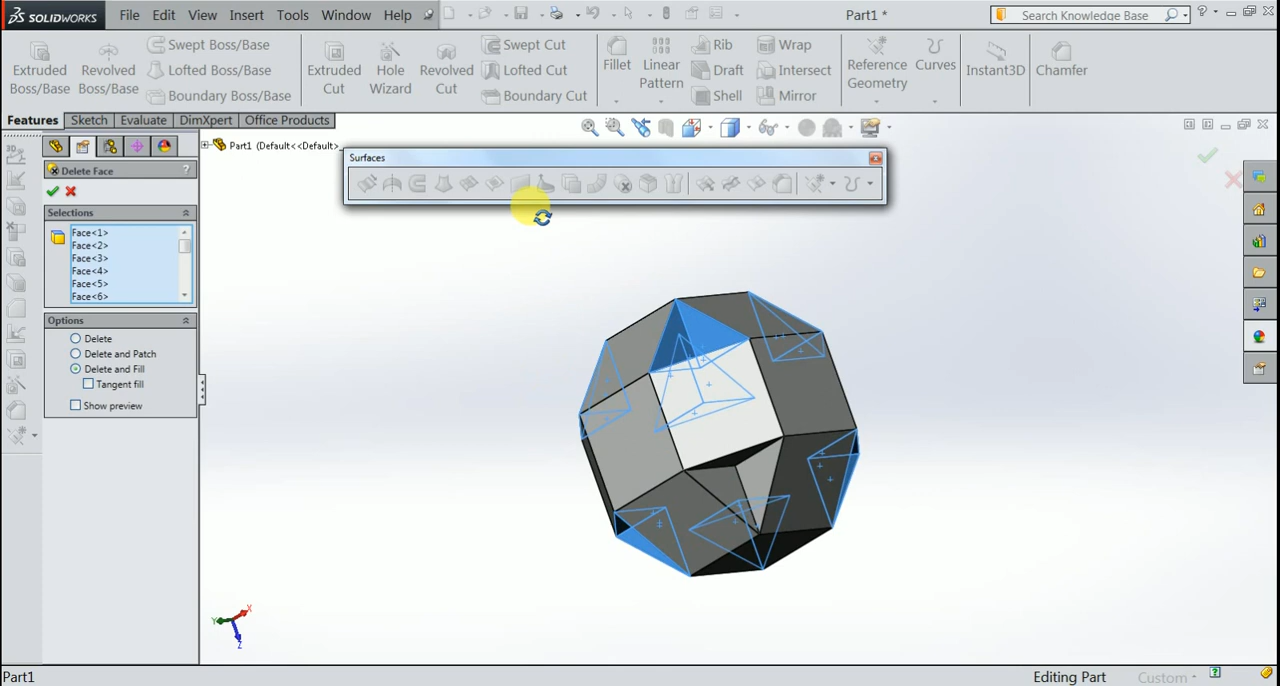 SOLIDWORKS File Edit View Insert Tools Window Help Part1 * Search Knowledge Base ?
Extruded Boss/Base
Revolved Boss/Base
Swept Boss/Base
Lofted Boss/Base
Boundary Boss/Base
Extruded Cut
Hole Wizard
Revolved Cut
Swept Cut
Lofted Cut
Boundary Cut
Fillet
Linear Pattern
Rib
Draft
Shell
Wrap
Intersect
Mirror
Reference Geometry
Curves
Instant3D
Chamfer
Features Sketch Evaluate DimXpert Office Products
Part1 (Default<<Default>_
Surfaces
Delete Face ?
Selections
Face<1>
Face<2>
Face<3>
Face<4>
Face<5>
Face<6>
Options
Delete
Delete and Patch
Delete and Fill
Tangent fill
Show preview
X
Y
Z
Part1 Editing Part Custom ?